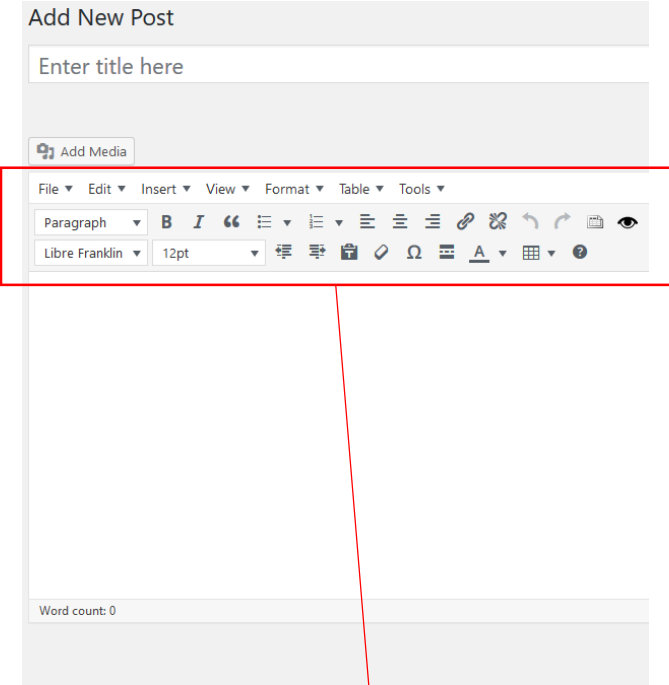 Add New Post
Enter title here
Add Media
File Edit Insert View Format Table Tools
Paragraph B I
Libre Franklin 12pt Ω A
Word count: 0